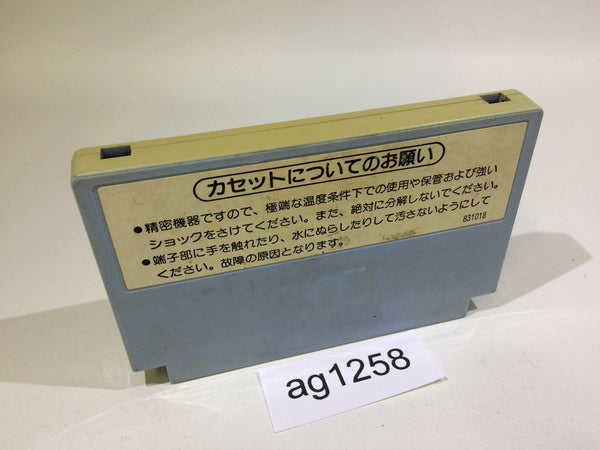 カセットについてのお願い
●精密機器ですので、極端な温度条件下での使用や保管および強い
ショックをさけてください。また、絶対に分解しないでください。
●端子部に手を触れたり、水にぬらしたりして汚さないようにして
ください。故障の原因となります。
831018
ag1258